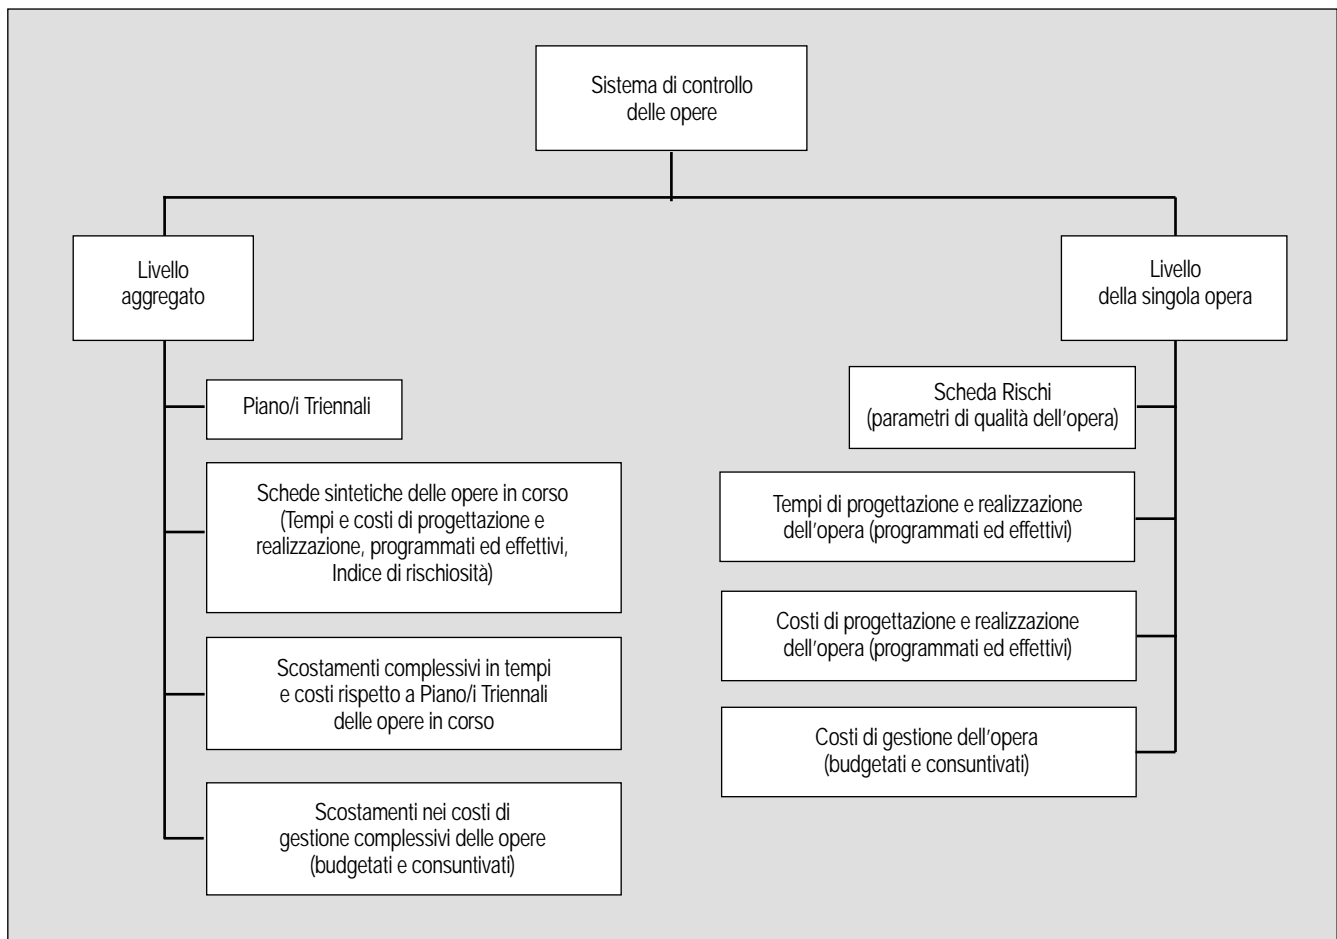 Sistema di controllo
delle opere
Livello
aggregato
Piano/i Triennali
Schede sintetiche delle opere in corso
(Tempi e costi di progettazione e
realizzazione, programmati ed effettivi,
Indice di rischiosità)
Scostamenti complessivi in tempi
e costi rispetto a Piano/i Triennali
delle opere in corso
Scostamenti nei costi di
gestione complessivi delle opere
(budgetati e consuntivati)
Livello
della singola opera
Scheda Rischi
(parametri di qualità dell’opera)
Tempi di progettazione e realizzazione
dell’opera (programmati ed effettivi)
Costi di progettazione e realizzazione
dell’opera (programmati ed effettivi)
Costi di gestione dell’opera
(budgetati e consuntivati)